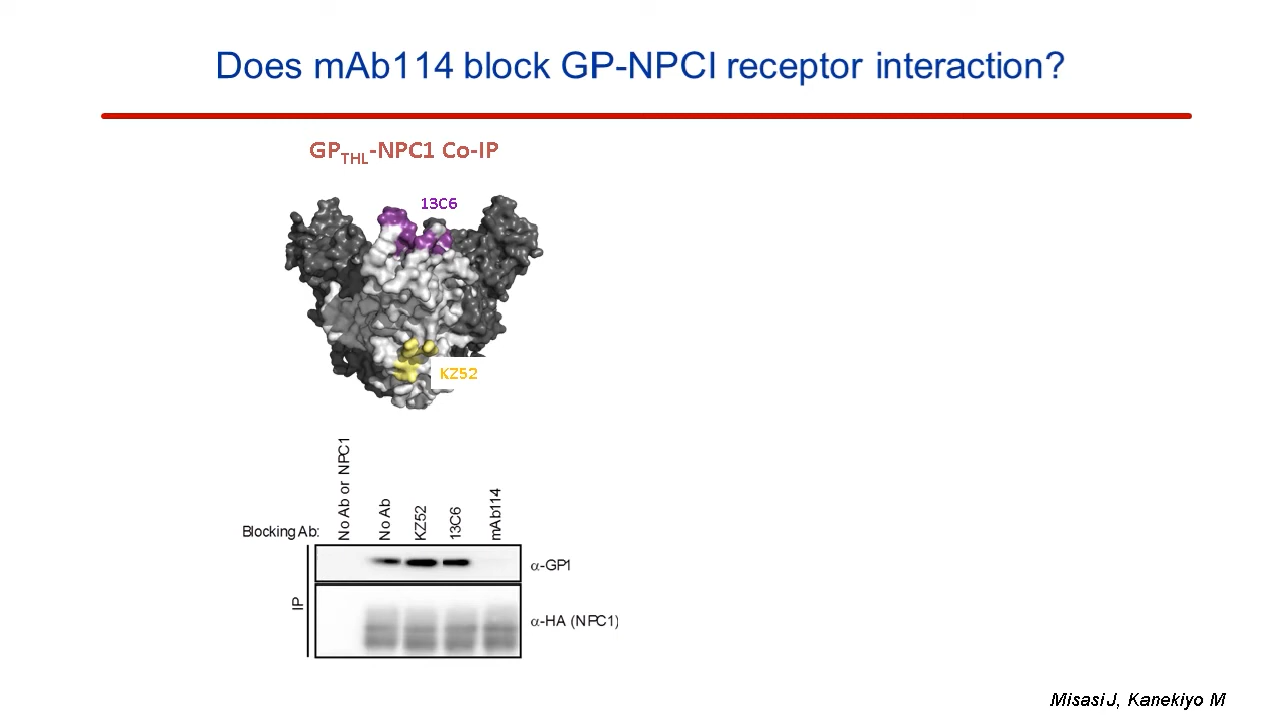 Does mAb114 block GP-NPCI receptor interaction?
GPTHL-NPC1 Co-IP
13C6
KZ52
Blocking Ab:
No Ab or NPC1
No Ab
KZ52
13C6
mAb114
IP
α-GP1
α-HA (NPC1)
Misasi J, Kanekiyo M